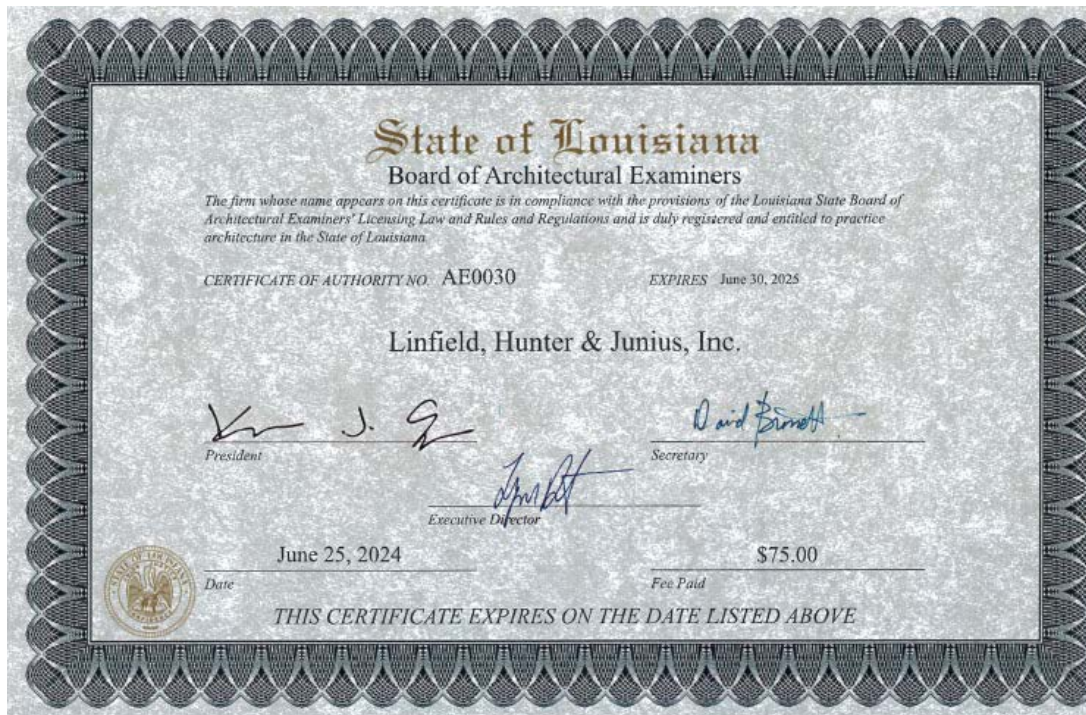 State of Louisiana
Board of Architectural Examiners
The firm whose name appears on this certificate is in compliance with the provisions of the Louisiana State Board of
Architectural Examiners' Licensing Law and Rules and Regulations and is duly registered and entitled to practice
architecture in the State of Louisiana
CERTIFICATE OF AUTHORITY NO. AE0030 EXPIRES June 30, 2025
Linfield, Hunter & Junius, Inc.
J. David
President Secretary
Executive Director
June 25, 2024 $75.00
Date Fee Paid
THIS CERTIFICATE EXPIRES ON THE DATE LISTED ABOVE
STATE OF LOUISIANA